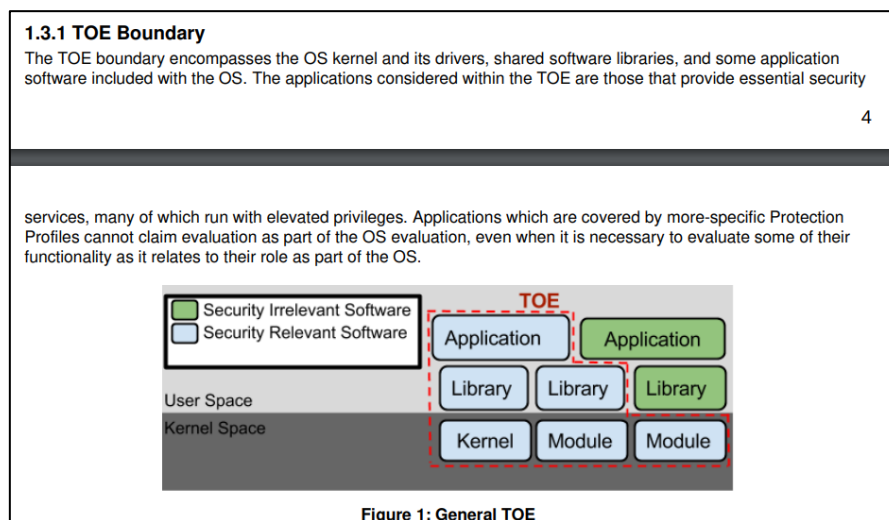 1.3.1 TOE Boundary
The TOE boundary encompasses the OS kernel and its drivers, shared software libraries, and some application
software included with the OS. The applications considered within the TOE are those that provide essential security
4
services, many of which run with elevated privileges. Applications which are covered by more-specific Protection
Profiles cannot claim evaluation as part of the OS evaluation, even when it is necessary to evaluate some of their
functionality as it relates to their role as part of the OS.
TOE
Security Irrelevant Software
Security Relevant Software
Application
Application
Library
Library
Library
User Space
Kernel Space
Kernel
Module
Module
Figure 1: General TOE